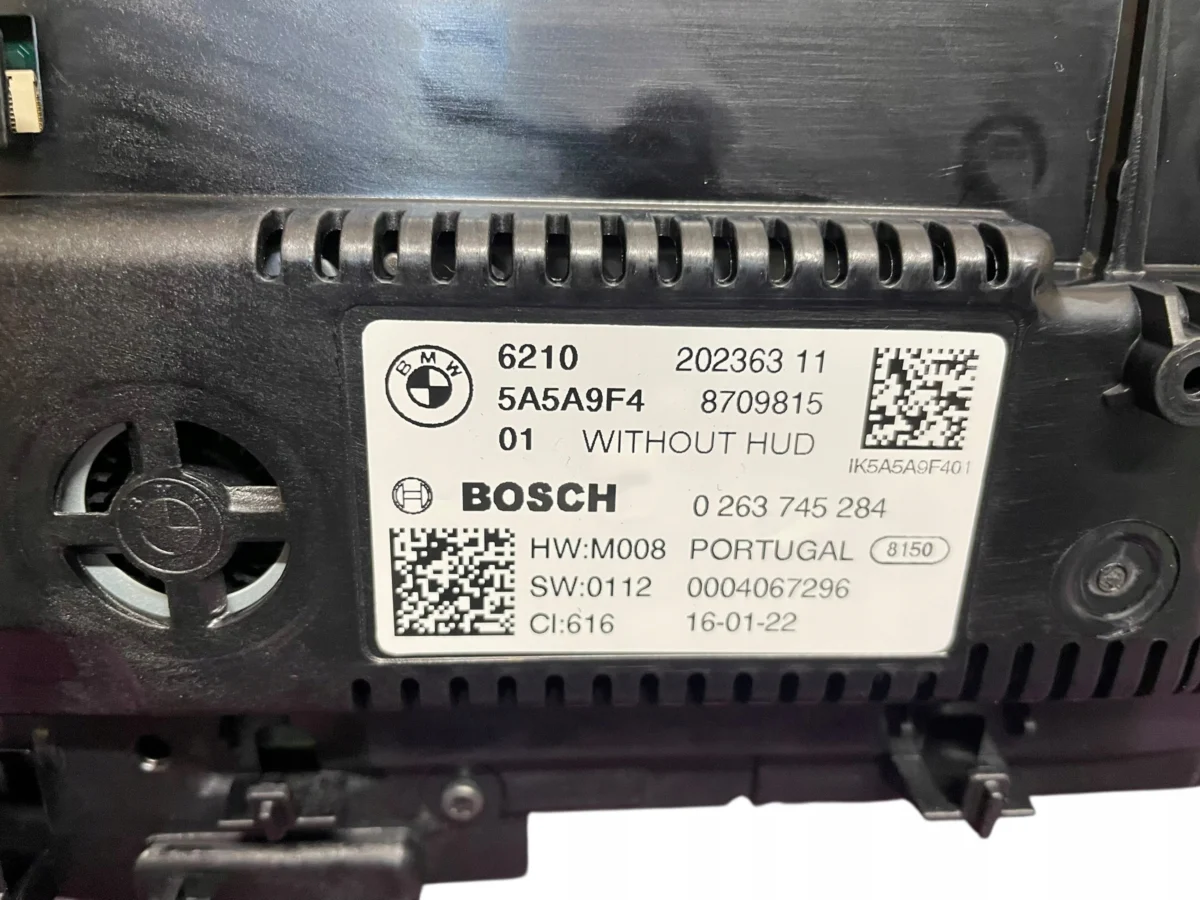 BMW
6210 202363 11
5A5A9F4 8709815
01 WITHOUT HUD
IK5A5A9F401
BOSCH 0 263 745 284
HW:M008 PORTUGAL 8150
SW:0112 0004067296
CI:616 16-01-22